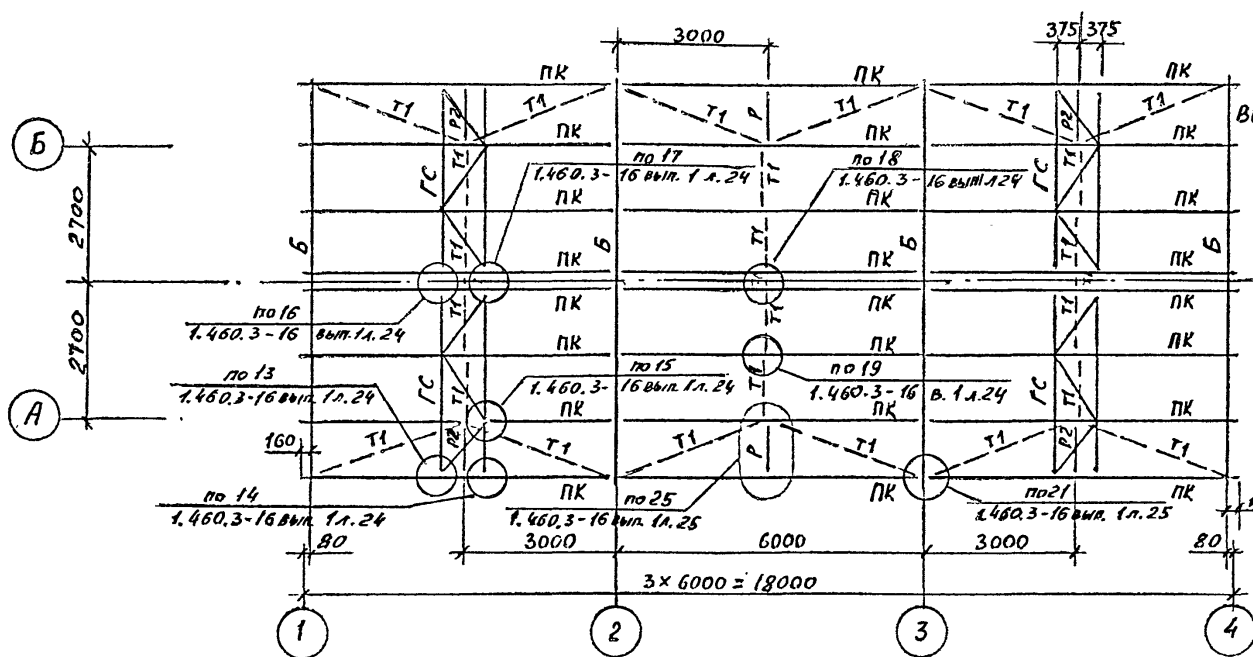 3000
375 375
ПК ПК ПК
Т1 Р2 Т1 Т1 Р Т1 Т1 Р2 Т1
Б
ПК ПК ПК
по 17
1.460.3-16 вып. 1 л. 24
по 18
1.460.3-16 вып 1 л 24
ГС Т1 Т1 ГС Т1
ПК ПК ПК
2700
Б Т1 Б Т1 Б Т1 Б
ПК ПК ПК
по 16
1.460.3-16 вып. 1 л. 24
Т1 Т1 Т1
ПК ПК ПК
2700
ПК ПК ПК
по 13
1.460.3-16 вып 1 л. 24
по 15
1.460.3-16 вып 1 л. 24
по 19
1.460.3-16 в. 1 л. 24
ГС Т1 Т1 ГС Т1
А
ПК ПК ПК
160
Т1 Р2 Т1 Т1 Р Т1 Т1 Р2 Т1
ПК ПК ПК
по 14
1.460.3-16 вып 1 л. 24
по 25
1.460.3-16 вып 1 л. 25
по 21
1.460.3-16 вып. 1 л. 25
80 3000 6000 3000 80
3 × 6000 = 18000
1 2 3 4